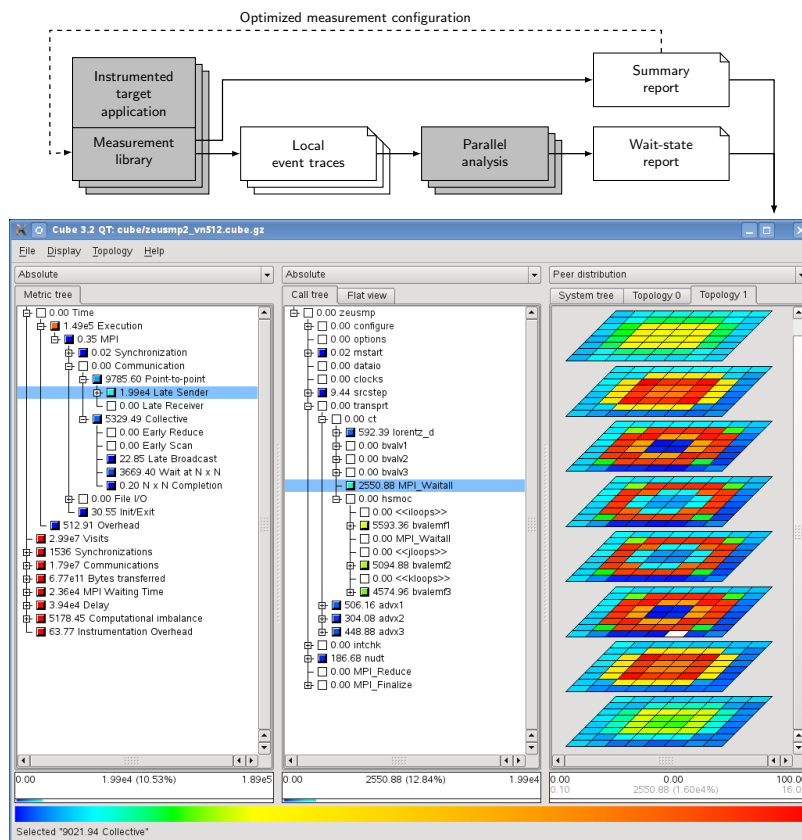 Optimized measurement configuration
Instrumented
target
application
Measurement
library
Local
event traces
Parallel
analysis
Summary
report
Wait-state
report
Cube 3.2 QT: cube/zeusmp2_vn512.cube.gz
File Display Topology Help
Absolute
Metric tree
0.00 Time
1.49e5 Execution
0.35 MPI
0.02 Synchronization
0.00 Communication
9785.60 Point-to-point
1.99e4 Late Sender
0.00 Late Receiver
5329.49 Collective
0.00 Early Reduce
0.00 Early Scan
22.85 Late Broadcast
3669.40 Wait at N x N
0.20 N x N Completion
0.00 File I/O
30.55 Init/Exit
512.91 Overhead
2.99e7 Visits
1536 Synchronizations
1.79e7 Communications
6.77e11 Bytes transferred
2.36e4 MPI Waiting Time
3.94e4 Delay
5178.45 Computational imbalance
63.77 Instrumentation Overhead
0.00 1.99e4 (10.53%) 1.89e5
Absolute
Call tree Flat view
0.00 zeusmp
0.00 configure
0.00 options
0.02 mstart
0.00 dataio
0.00 clocks
9.44 srcstep
0.00 transprt
0.00 ct
592.39 lorentz_d
0.00 bvalv1
0.00 bvalv2
0.00 bvalv3
2550.88 MPI_Waitall
0.00 hsmoc
0.00 <<iloops>>
5593.36 bvalemf1
0.00 MPI_Waitall
0.00 <<jloops>>
5094.88 bvalemf2
0.00 <<kloops>>
4574.96 bvalemf3
506.16 advx1
304.08 advx2
448.88 advx3
0.00 intchk
186.68 nudt
0.00 MPI_Reduce
0.00 MPI_Finalize
0.00 2550.88 (12.84%) 1.99e4
Peer distribution
System tree Topology 0 Topology 1
0.00 0.00 100.00
0.10 2550.88 (1.60e4%) 16.0
Selected "9021.94 Collective"